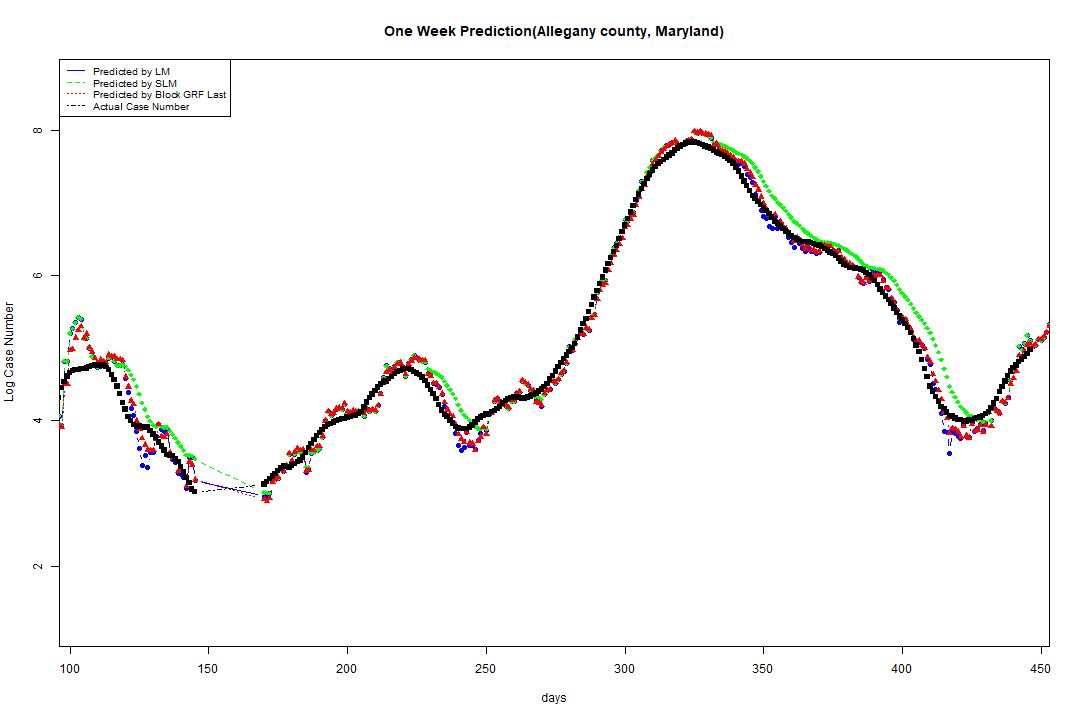 One Week Prediction(Allegany county, Maryland)
Predicted by LM
Predicted by SLM
Predicted by Block GRF Last
Actual Case Number
8
6
4
2
Log Case Number
100 150 200 250 300 350 400 450
days